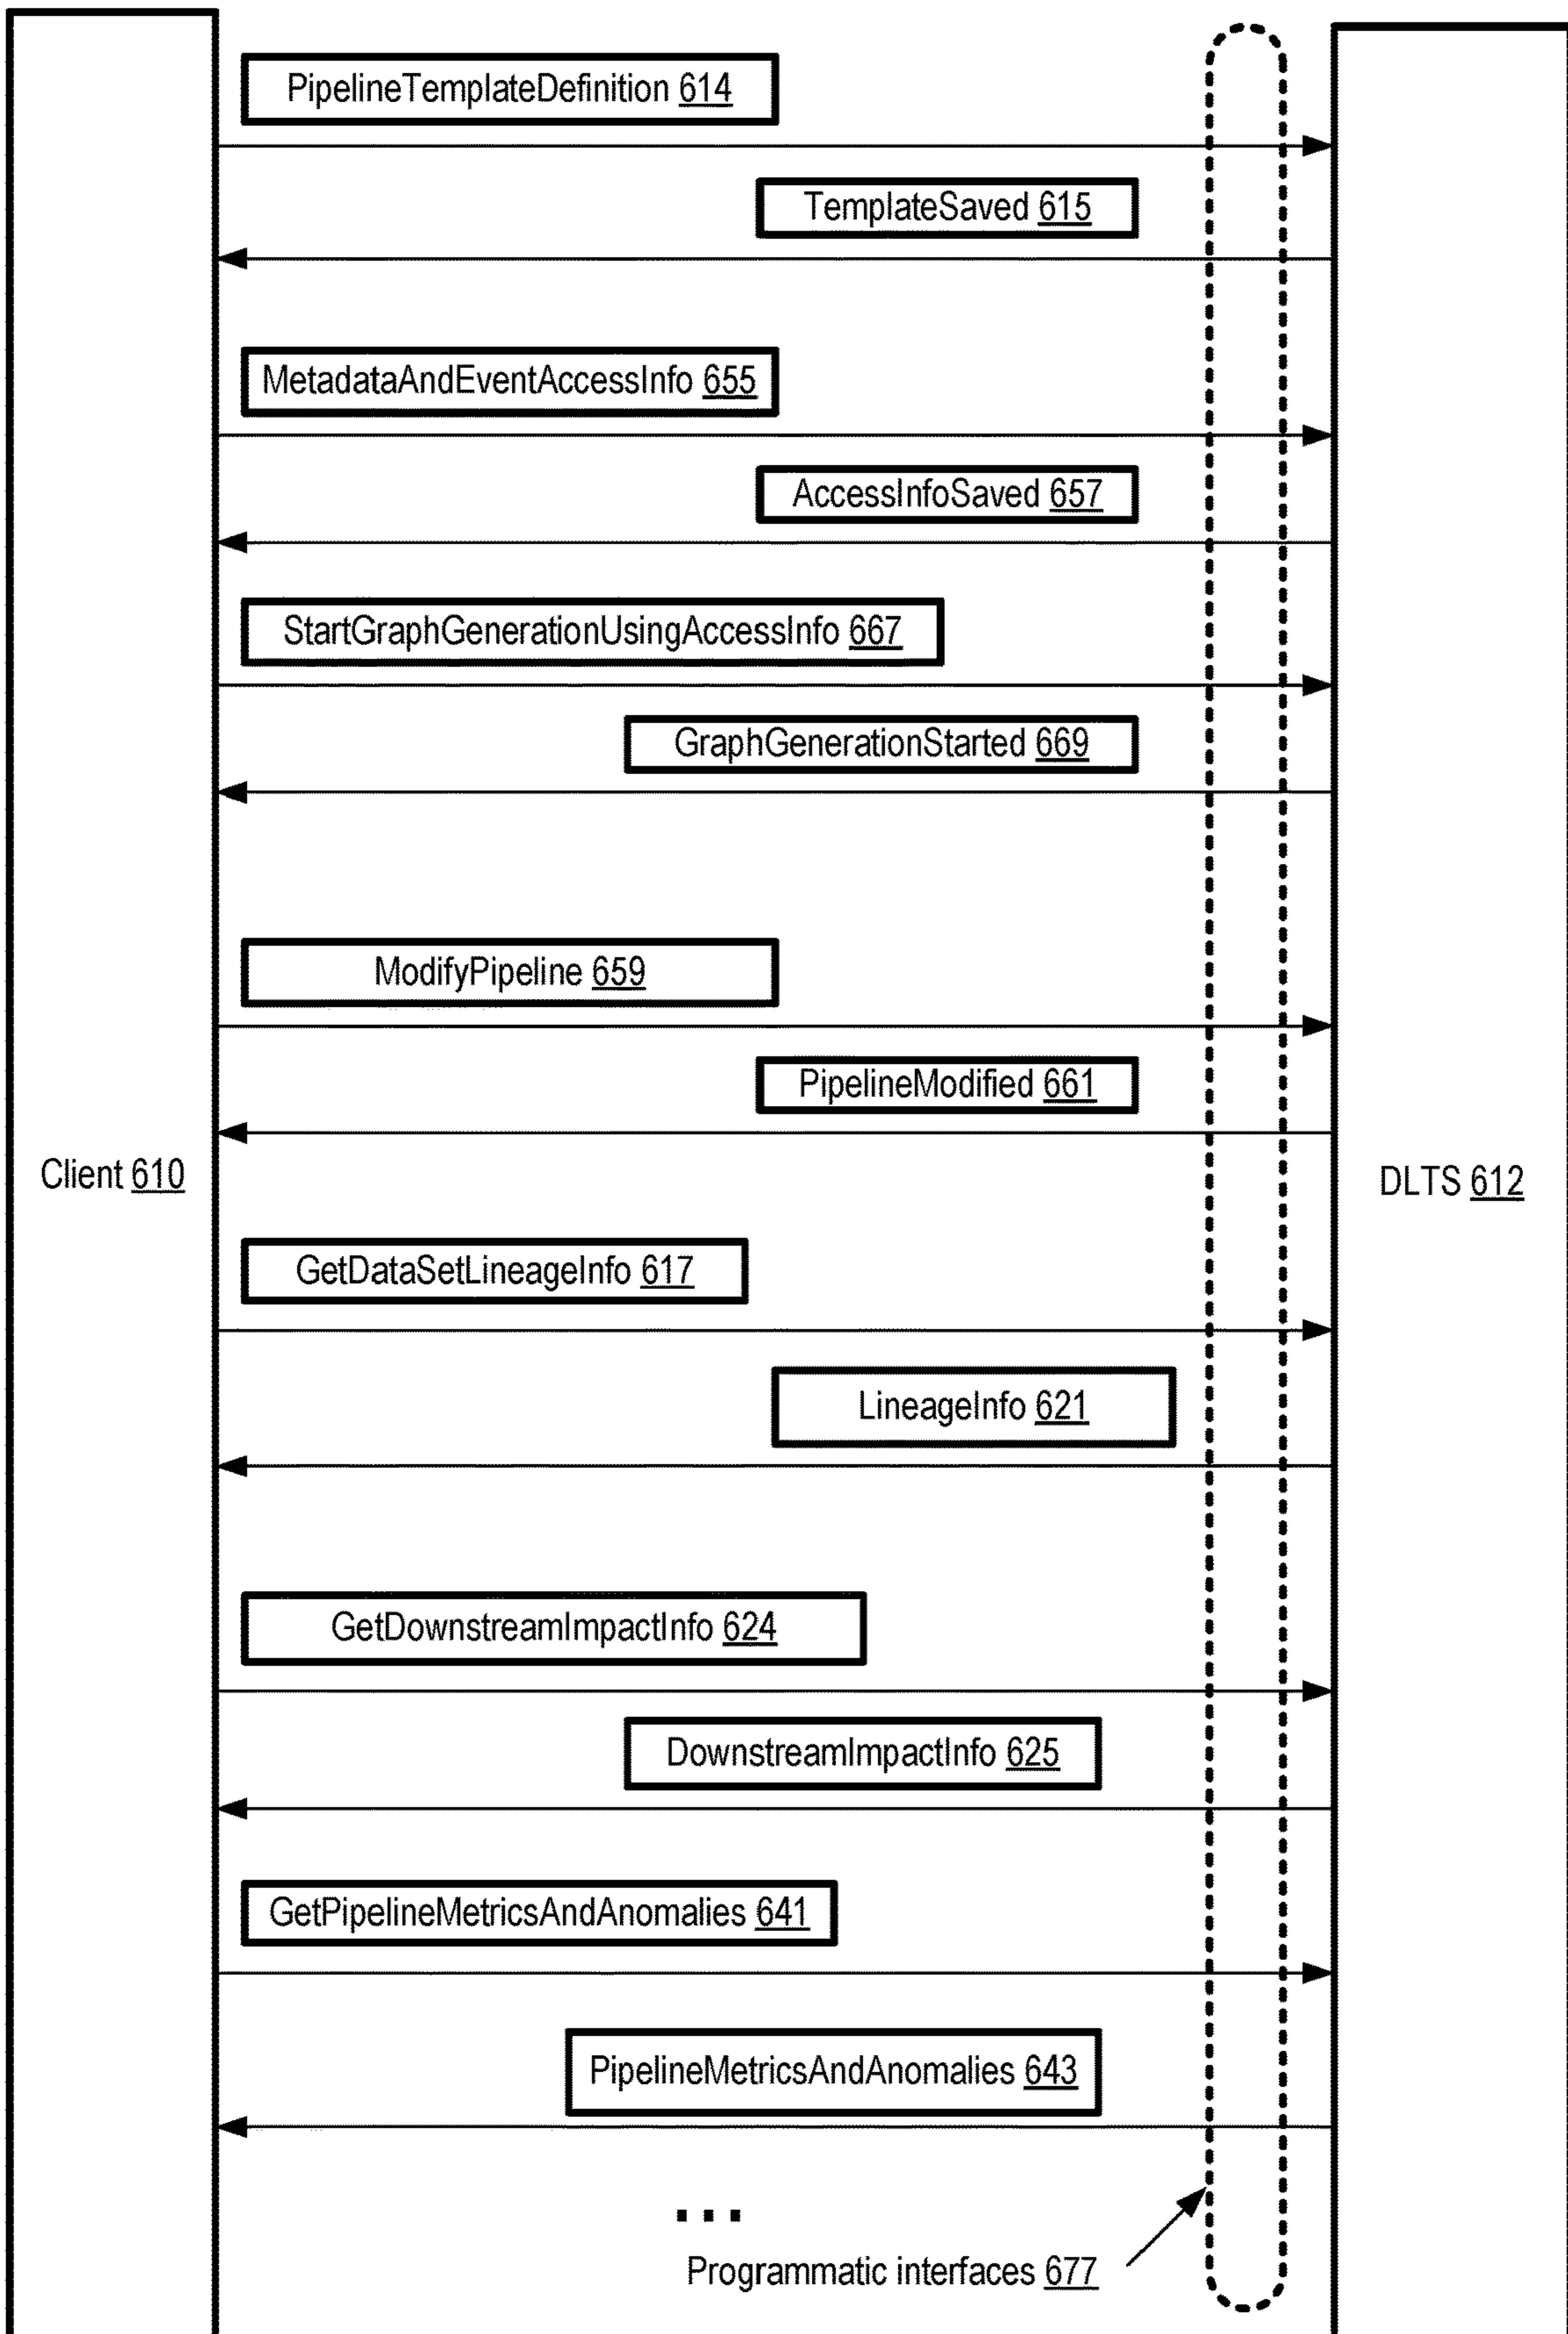 PipelineTemplateDefinition 614
TemplateSaved 615
MetadataAndEventAccessInfo 655
AccessInfoSaved 657
StartGraphGenerationUsingAccessInfo 667
GraphGenerationStarted 669
ModifyPipeline 659
PipelineModified 661
Client 610
DLTS 612
GetDataSetLineageInfo 617
LineageInfo 621
GetDownstreamImpactInfo 624
DownstreamImpactInfo 625
GetPipelineMetricsAndAnomalies 641
PipelineMetricsAndAnomalies 643
...
Programmatic interfaces 677